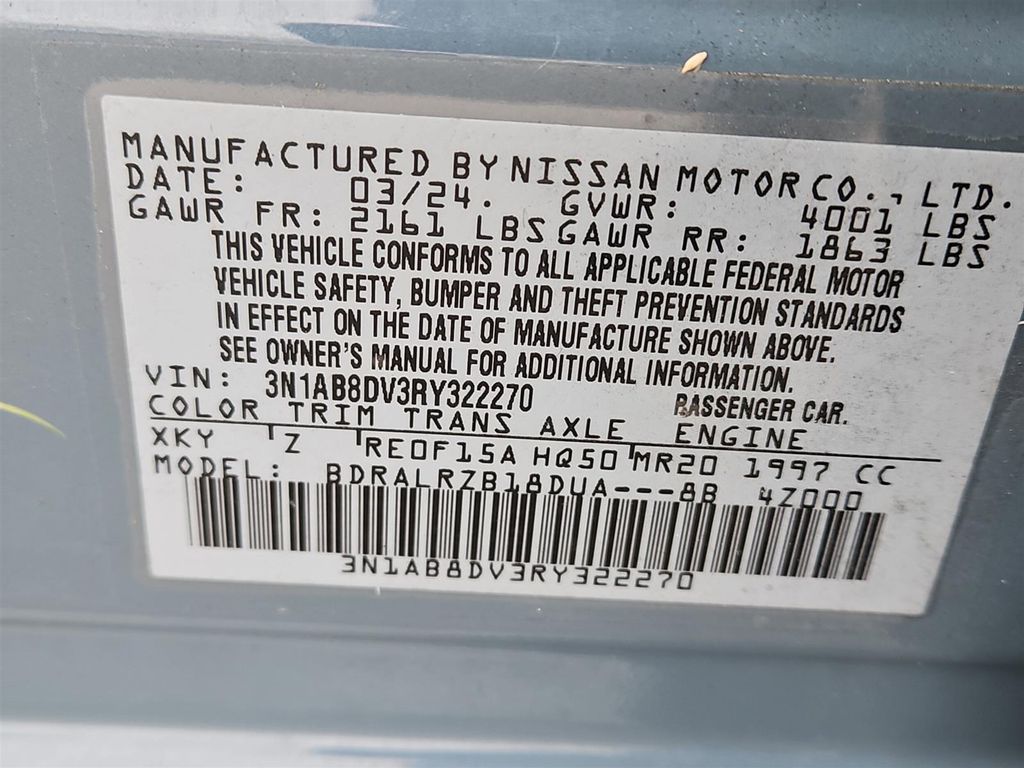 MANUFACTURED BY NISSAN MOTOR CO., LTD.
DATE: 03/24. GVWR: 4001 LBS
GAWR FR: 2161 LBS GAWR RR: 1863 LBS
THIS VEHICLE CONFORMS TO ALL APPLICABLE FEDERAL MOTOR
VEHICLE SAFETY, BUMPER AND THEFT PREVENTION STANDARDS
IN EFFECT ON THE DATE OF MANUFACTURE SHOWN ABOVE.
SEE OWNER'S MANUAL FOR ADDITIONAL INFORMATION.
VIN: 3N1AB8DV3RY322270 PASSENGER CAR.
COLOR TRIM TRANS AXLE ENGINE
XKY Z RE0F15A HQ50 MR20 1997 CC
MODEL: BDRALRZB18DUA---8B 4Z000
3N1AB8DV3RY322270